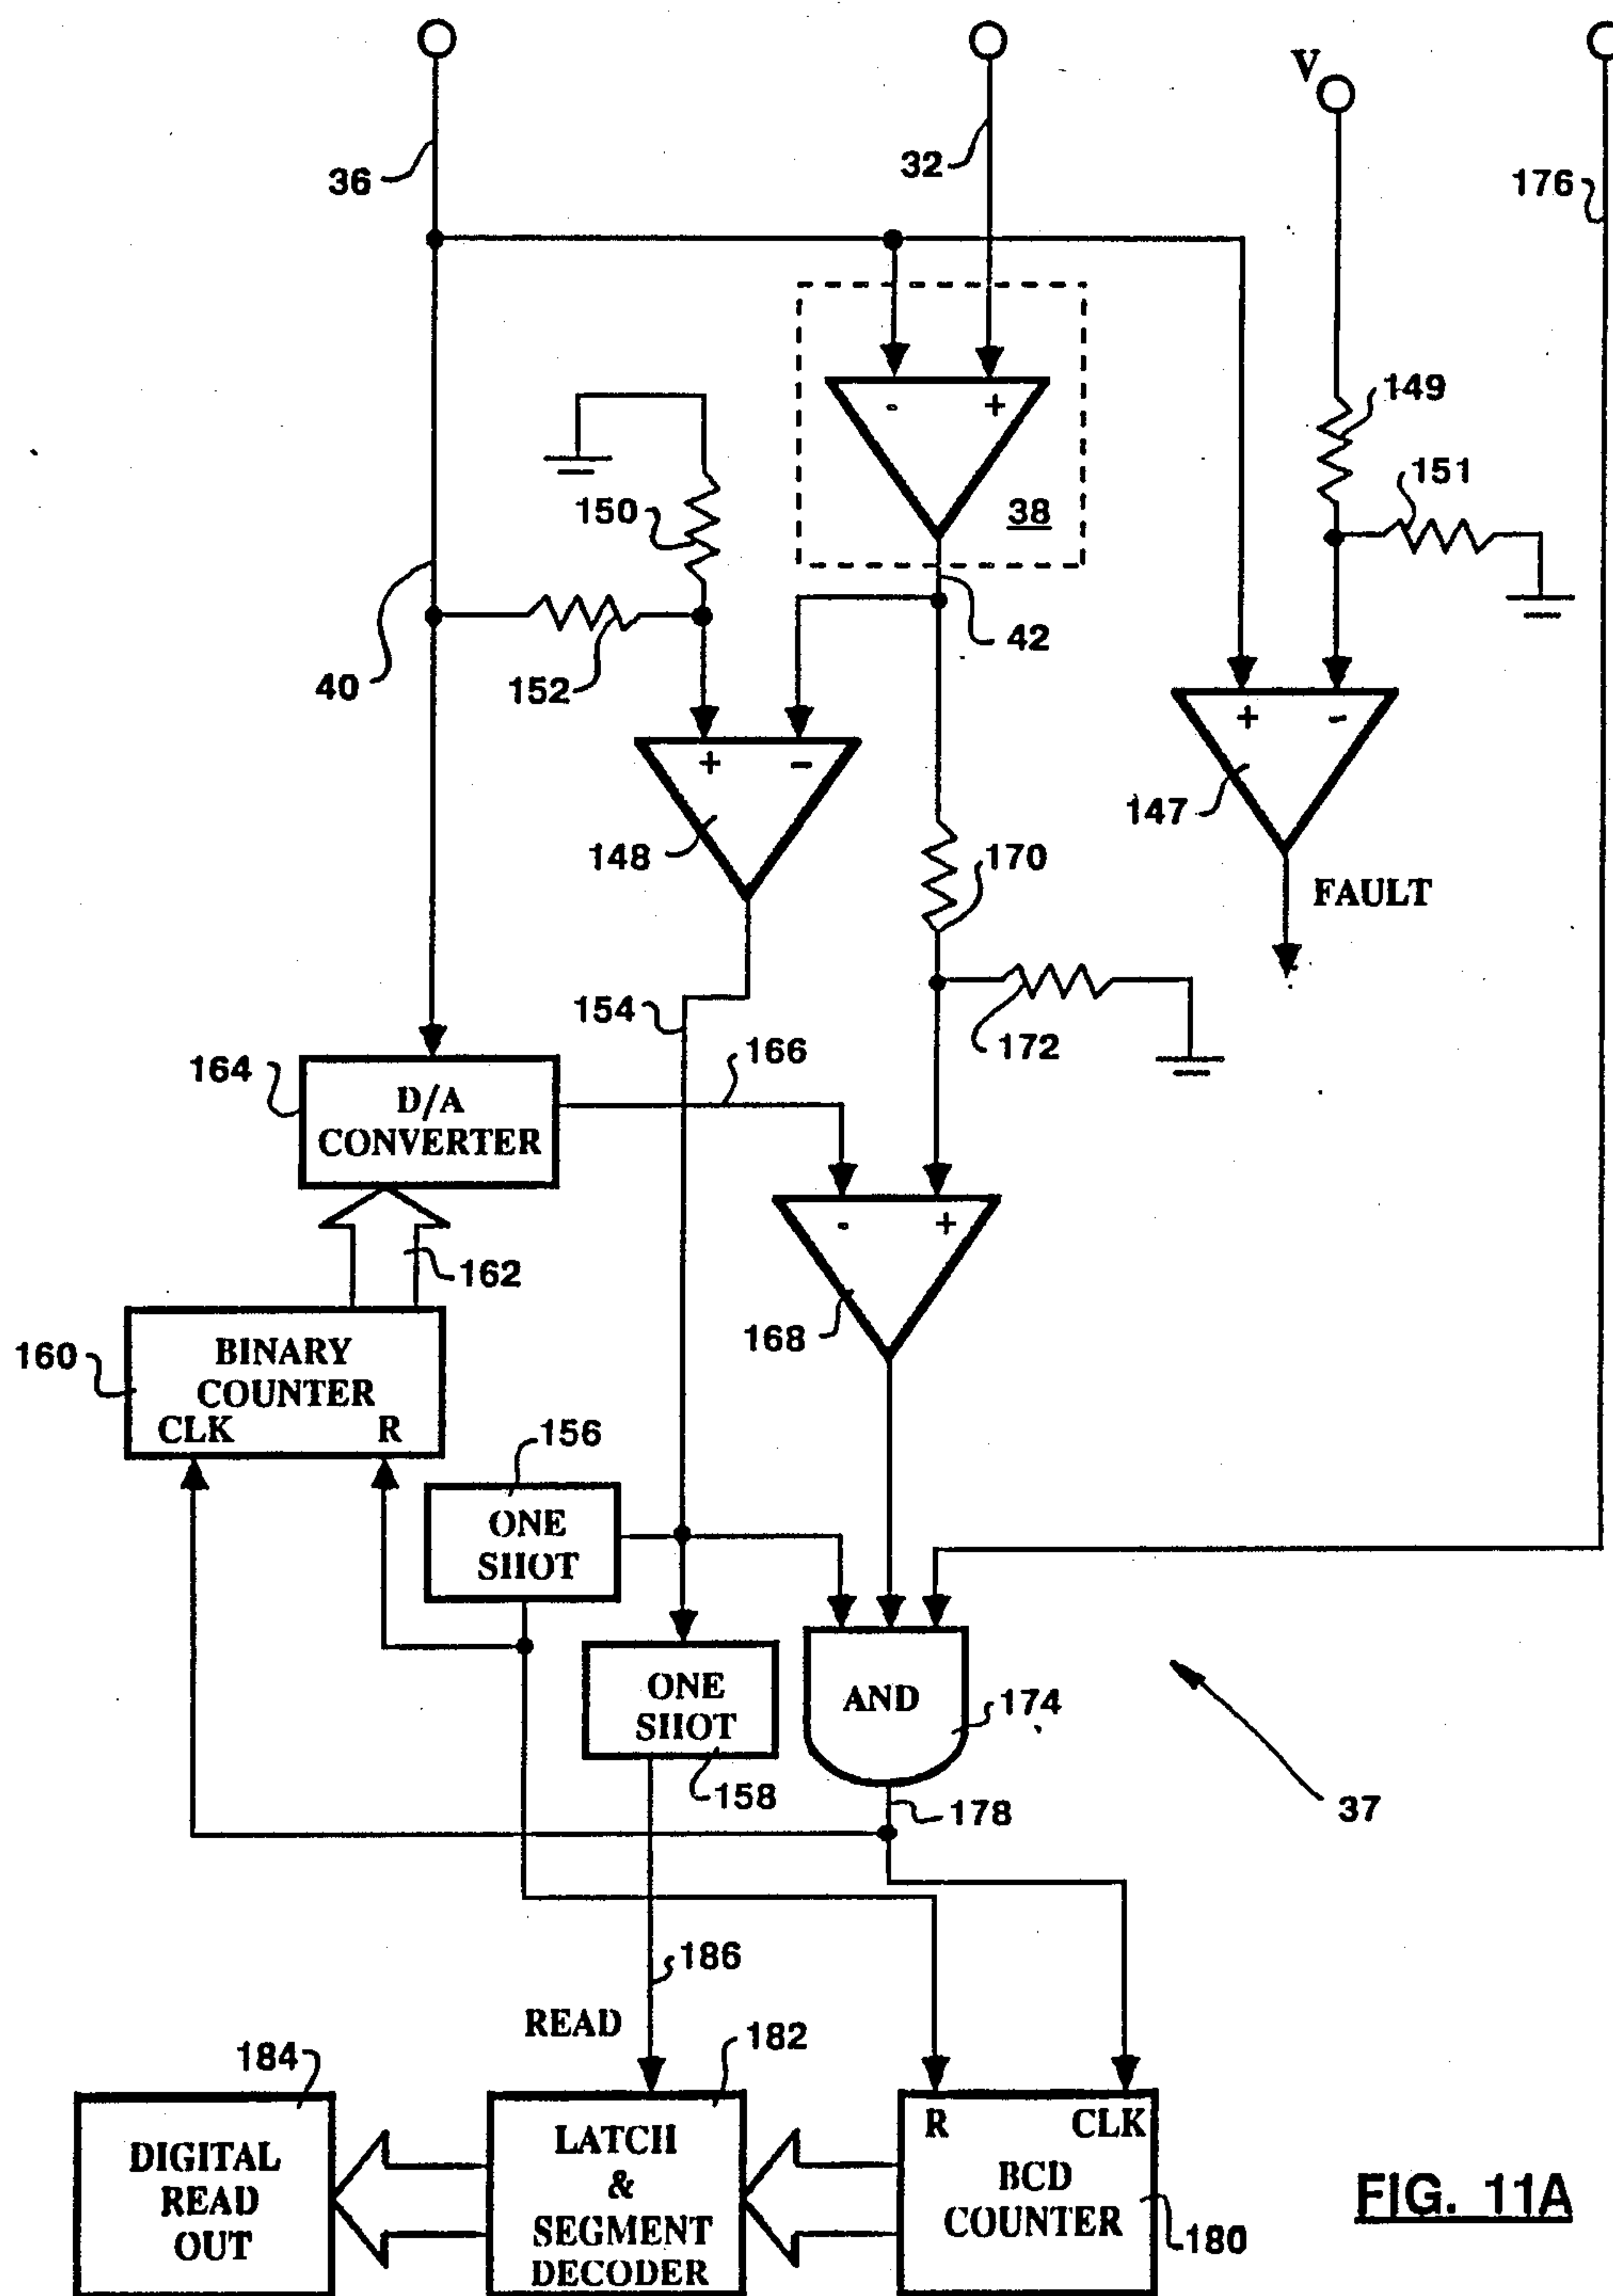 V
36
32
176
- +
149
151
150
38
152
42
40
+ -
+ -
147
148
170
FAULT
154
172
166
164
D/A
CONVERTER
- +
162
168
160
BINARY
COUNTER
CLK R
156
ONE
SHOT
ONE
SHOT
AND
174
158
178
37
186
READ
182
184
DIGITAL
READ
OUT
LATCH
&
SEGMENT
DECODER
R CLK
BCD
COUNTER
180
FIG. 11A